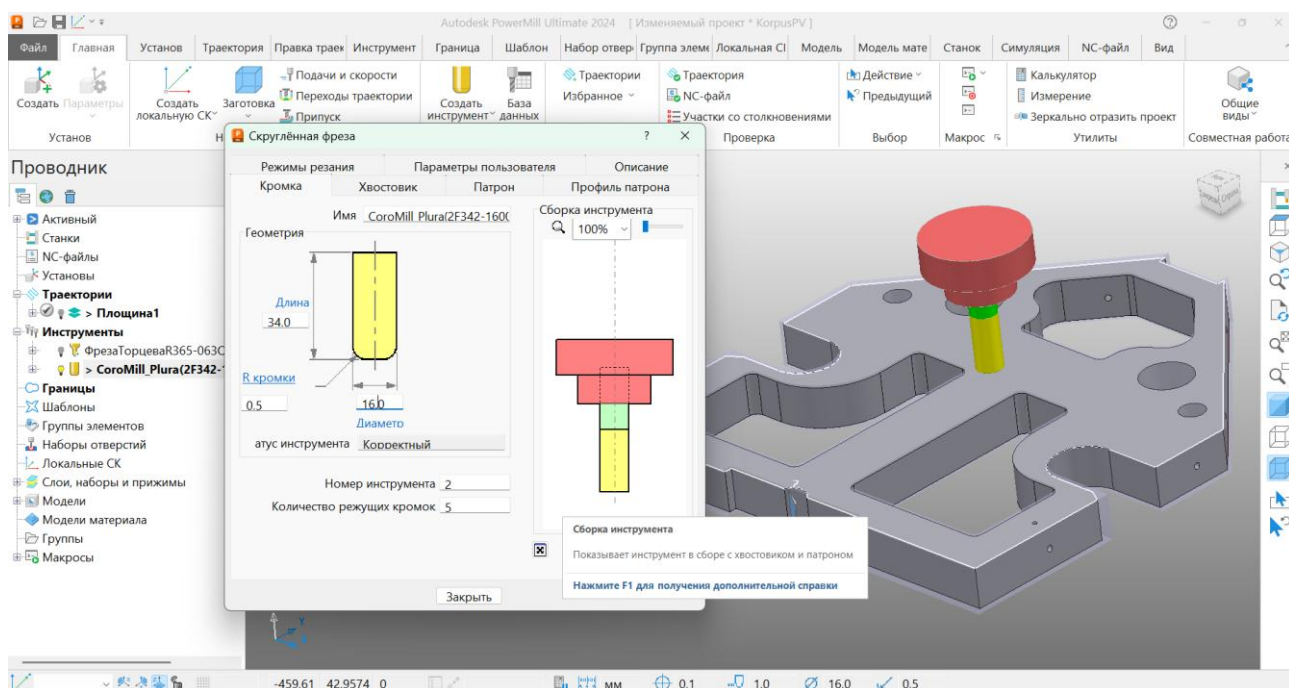 Autodesk PowerMill Ultimate 2024 [ Изменяемый проект * KorpusPV ]
Файл Главная Установ Траектория Правка траек Инструмент Граница Шаблон Набор отвер Группа элеме Локальная СІ Модель Модель мате Станок Симуляция NC-файл Вид
Создать Параметры
Установ
Создать локальную СК
Заготовка
Подачи и скорости
Переходы траектории
Припуск
Создать инструмент
База данных
Траектории
Избранное
Траектория
NC-файл
Участки со столкновениями
Проверка
Действие
Предыдущий
Выбор
Макрос
Калькулятор
Измерение
Зеркально отразить проект
Утилиты
Общие виды
Совместная работа
Проводник
Активный
Станки
NC-файлы
Установы
Траектории
> Площина1
Инструменты
ФрезаТорцеваR365-063С
> CoroMill_Plura(2F342-1
Границы
Шаблоны
Группы элементов
Наборы отверстий
Локальные СК
Слои, наборы и прижимы
Модели
Модели материала
Группы
Макросы
Скруглённая фреза ? X
Режимы резания Параметры пользователя Описание
Кромка Хвостовик Патрон Профиль патрона
Имя CoroMill_Plura(2F342-160(
Геометрия
Длина
34.0
R кромки
0.5
16.0
Диаметр
атус инструмента Корректный
Номер инструмента 2
Количество режущих кромок 5
Сборка инструмента
100%
Закрыть
Сборка инструмента
Показывает инструмент в сборе с хвостовиком и патроном
Нажмите F1 для получения дополнительной справки
-459.61 42.9574 0 мм 0.1 1.0 16.0 0.5